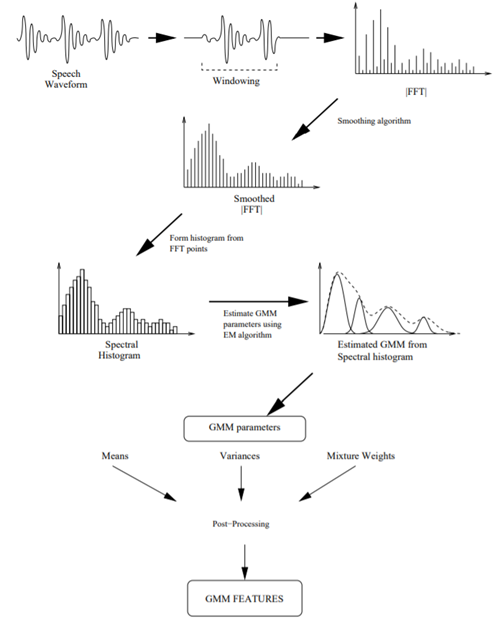 Speech
Waveform
Windowing
|FFT|
Smoothing algorithm
Smoothed
|FFT|
Form histogram from
FFT points
Spectral
Histogram
Estimate GMM
parameters using
EM algorithm
Estimated GMM from
Spectral histogram
GMM parameters
Means
Variances
Mixture Weights
Post−Processing
GMM FEATURES